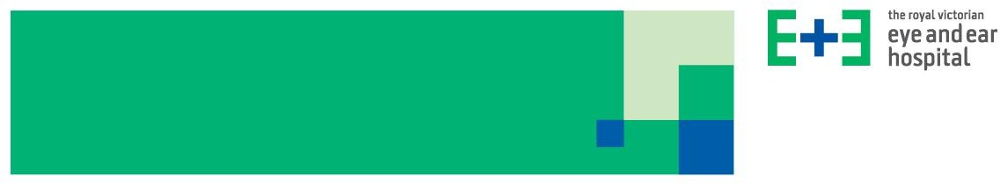 E+E
the royal victorian
eye and ear
hospital